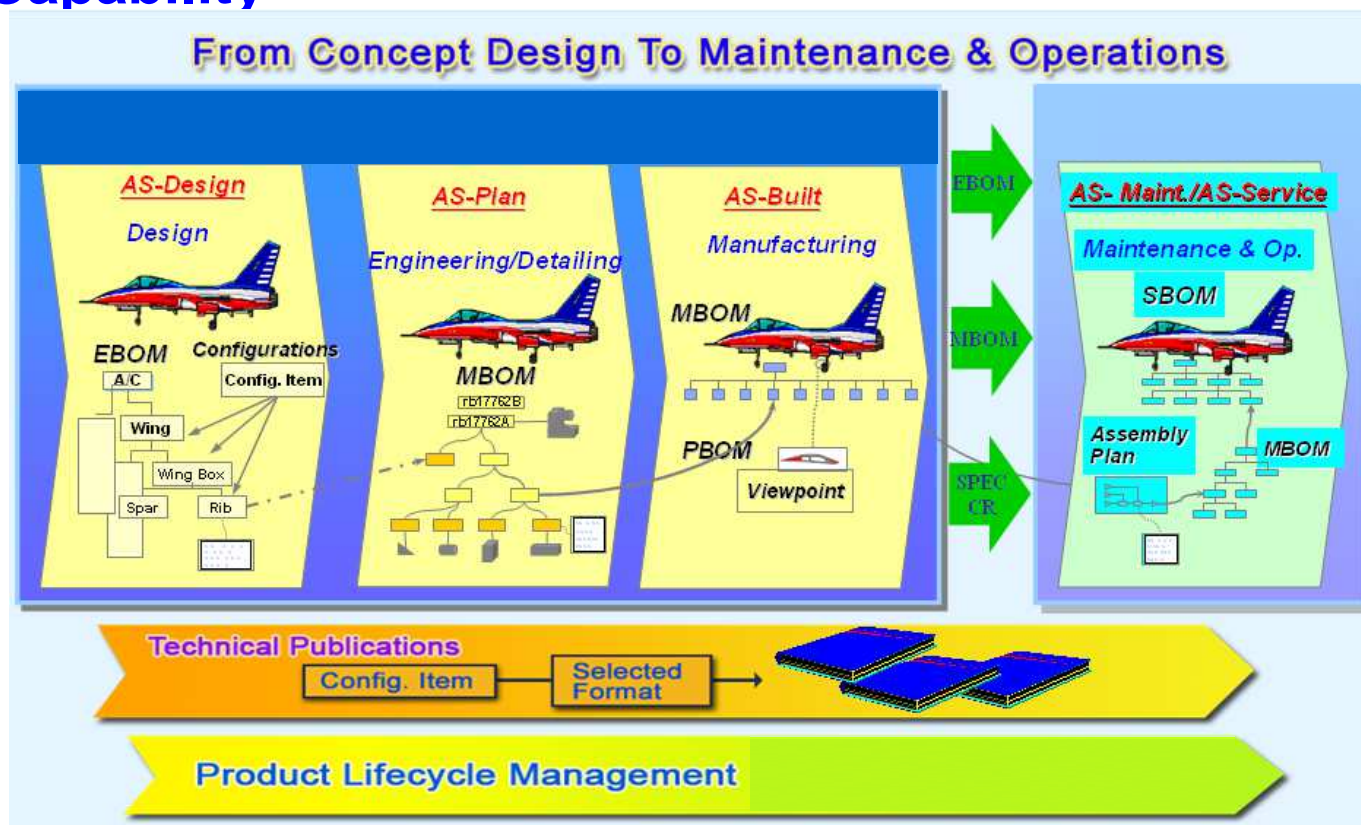 Capability
From Concept Design To Maintenance & Operations
AS-Design
Design
EBOM
Configurations
A/C
Config. Item
Wing
Wing Box
Spar
Rib
AS-Plan
Engineering/Detailing
MBOM
rb17762B
rb17762A
AS-Built
Manufacturing
MBOM
PBOM
Viewpoint
EBOM
MBOM
SPEC
CR
AS- Maint./AS-Service
Maintenance & Op.
SBOM
Assembly
Plan
MBOM
Technical Publications
Config. Item
Selected
Format
Product Lifecycle Management